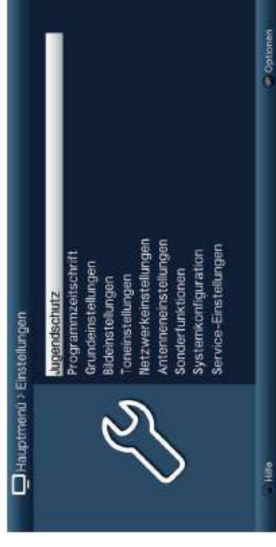 Hauptmenü > Einstellungen
Jugendschutz
Programmzeitschrift
Grundeinstellungen
Bildeinstellungen
Toneinstellungen
Netzwerkeinstellungen
Antenneneinstellungen
Sonderfunktionen
Systemkonfiguration
Service-Einstellungen
Hilfe
Optionen